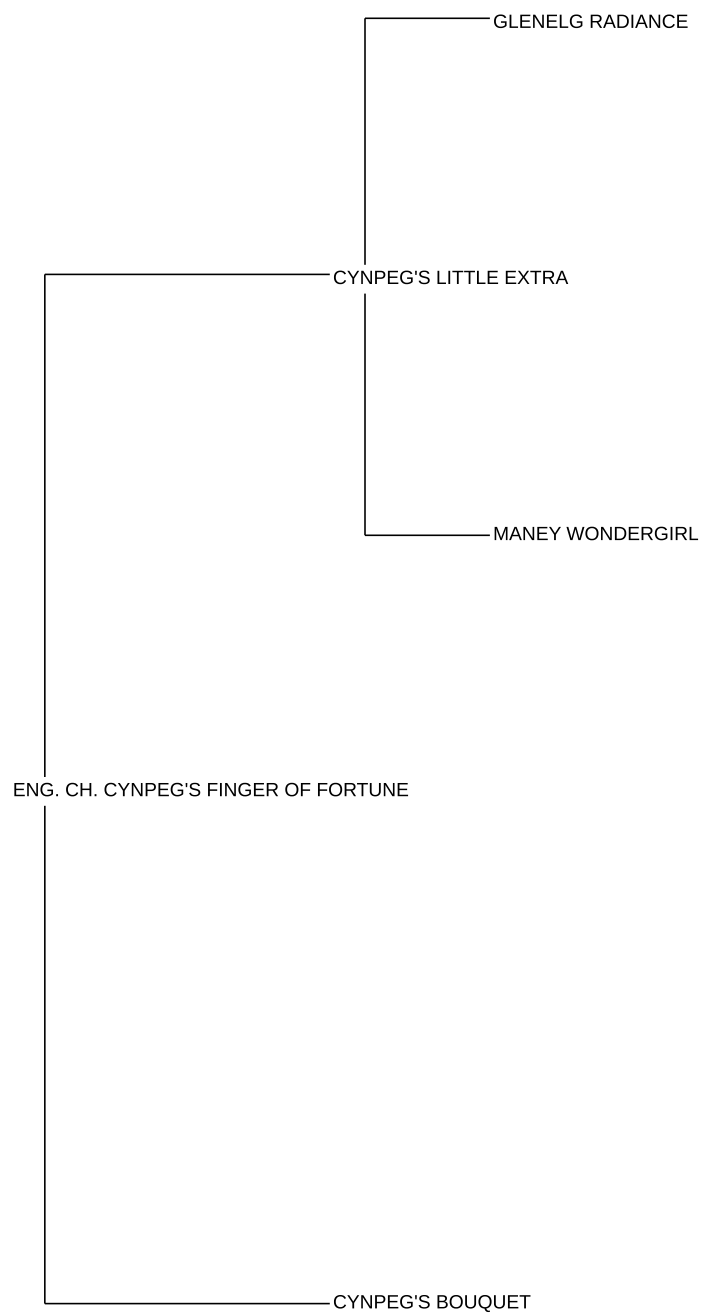 GLENELG RADIANCE
CYNPEG'S LITTLE EXTRA
MANEY WONDERGIRL
ENG. CH. CYNPEG'S FINGER OF FORTUNE
CYNPEG'S BOUQUET